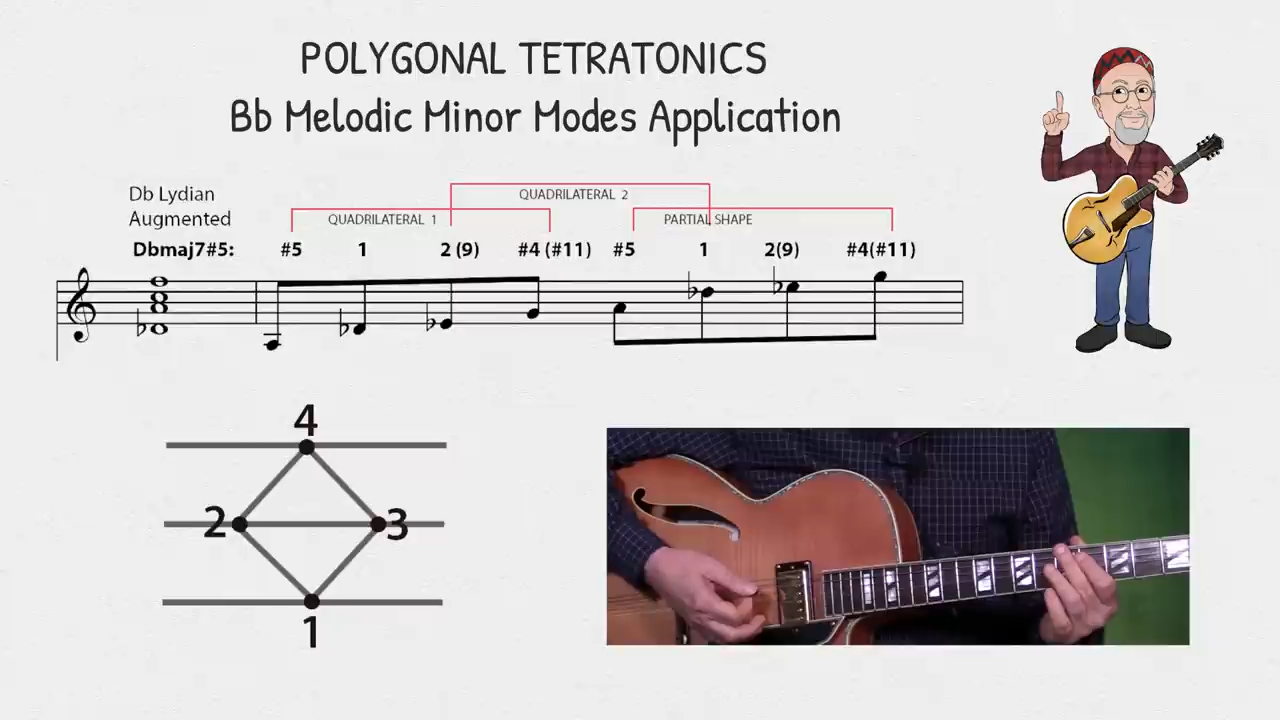 POLYGONAL TETRATONICS
Bb Melodic Minor Modes Application
Db Lydian
Augmented
QUADRILATERAL 2
QUADRILATERAL 1
PARTIAL SHAPE
Dbmaj7#5: #5 1 2 (9) #4 (#11) #5 1 2(9) #4(#11)
4
2 3
1